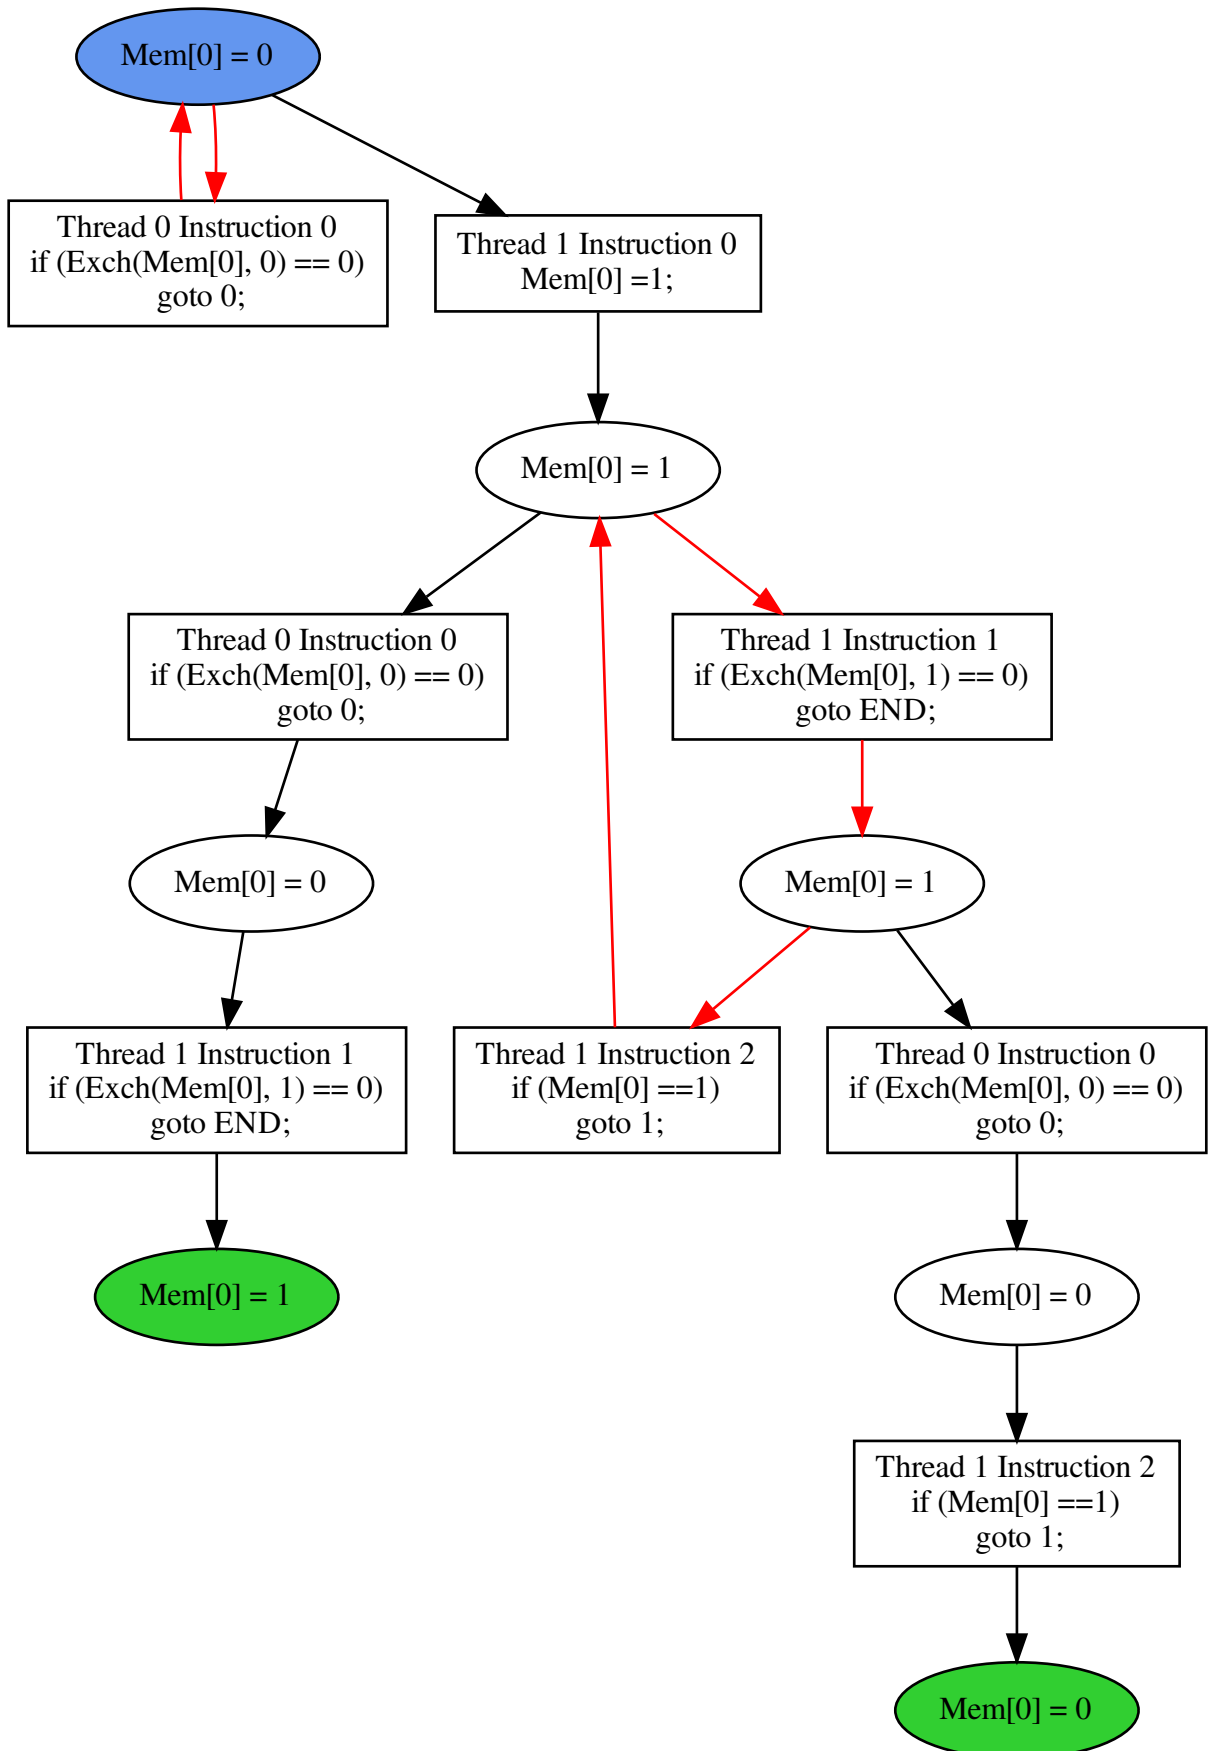 Mem[0] = 0
Thread 0 Instruction 0
if (Exch(Mem[0], 0) == 0)
goto 0;
Thread 1 Instruction 0
Mem[0] =1;
Mem[0] = 1
Thread 0 Instruction 0
if (Exch(Mem[0], 0) == 0)
goto 0;
Thread 1 Instruction 1
if (Exch(Mem[0], 1) == 0)
goto END;
Mem[0] = 0
Mem[0] = 1
Thread 1 Instruction 1
if (Exch(Mem[0], 1) == 0)
goto END;
Thread 1 Instruction 2
if (Mem[0] ==1)
goto 1;
Thread 0 Instruction 0
if (Exch(Mem[0], 0) == 0)
goto 0;
Mem[0] = 1
Mem[0] = 0
Thread 1 Instruction 2
if (Mem[0] ==1)
goto 1;
Mem[0] = 0